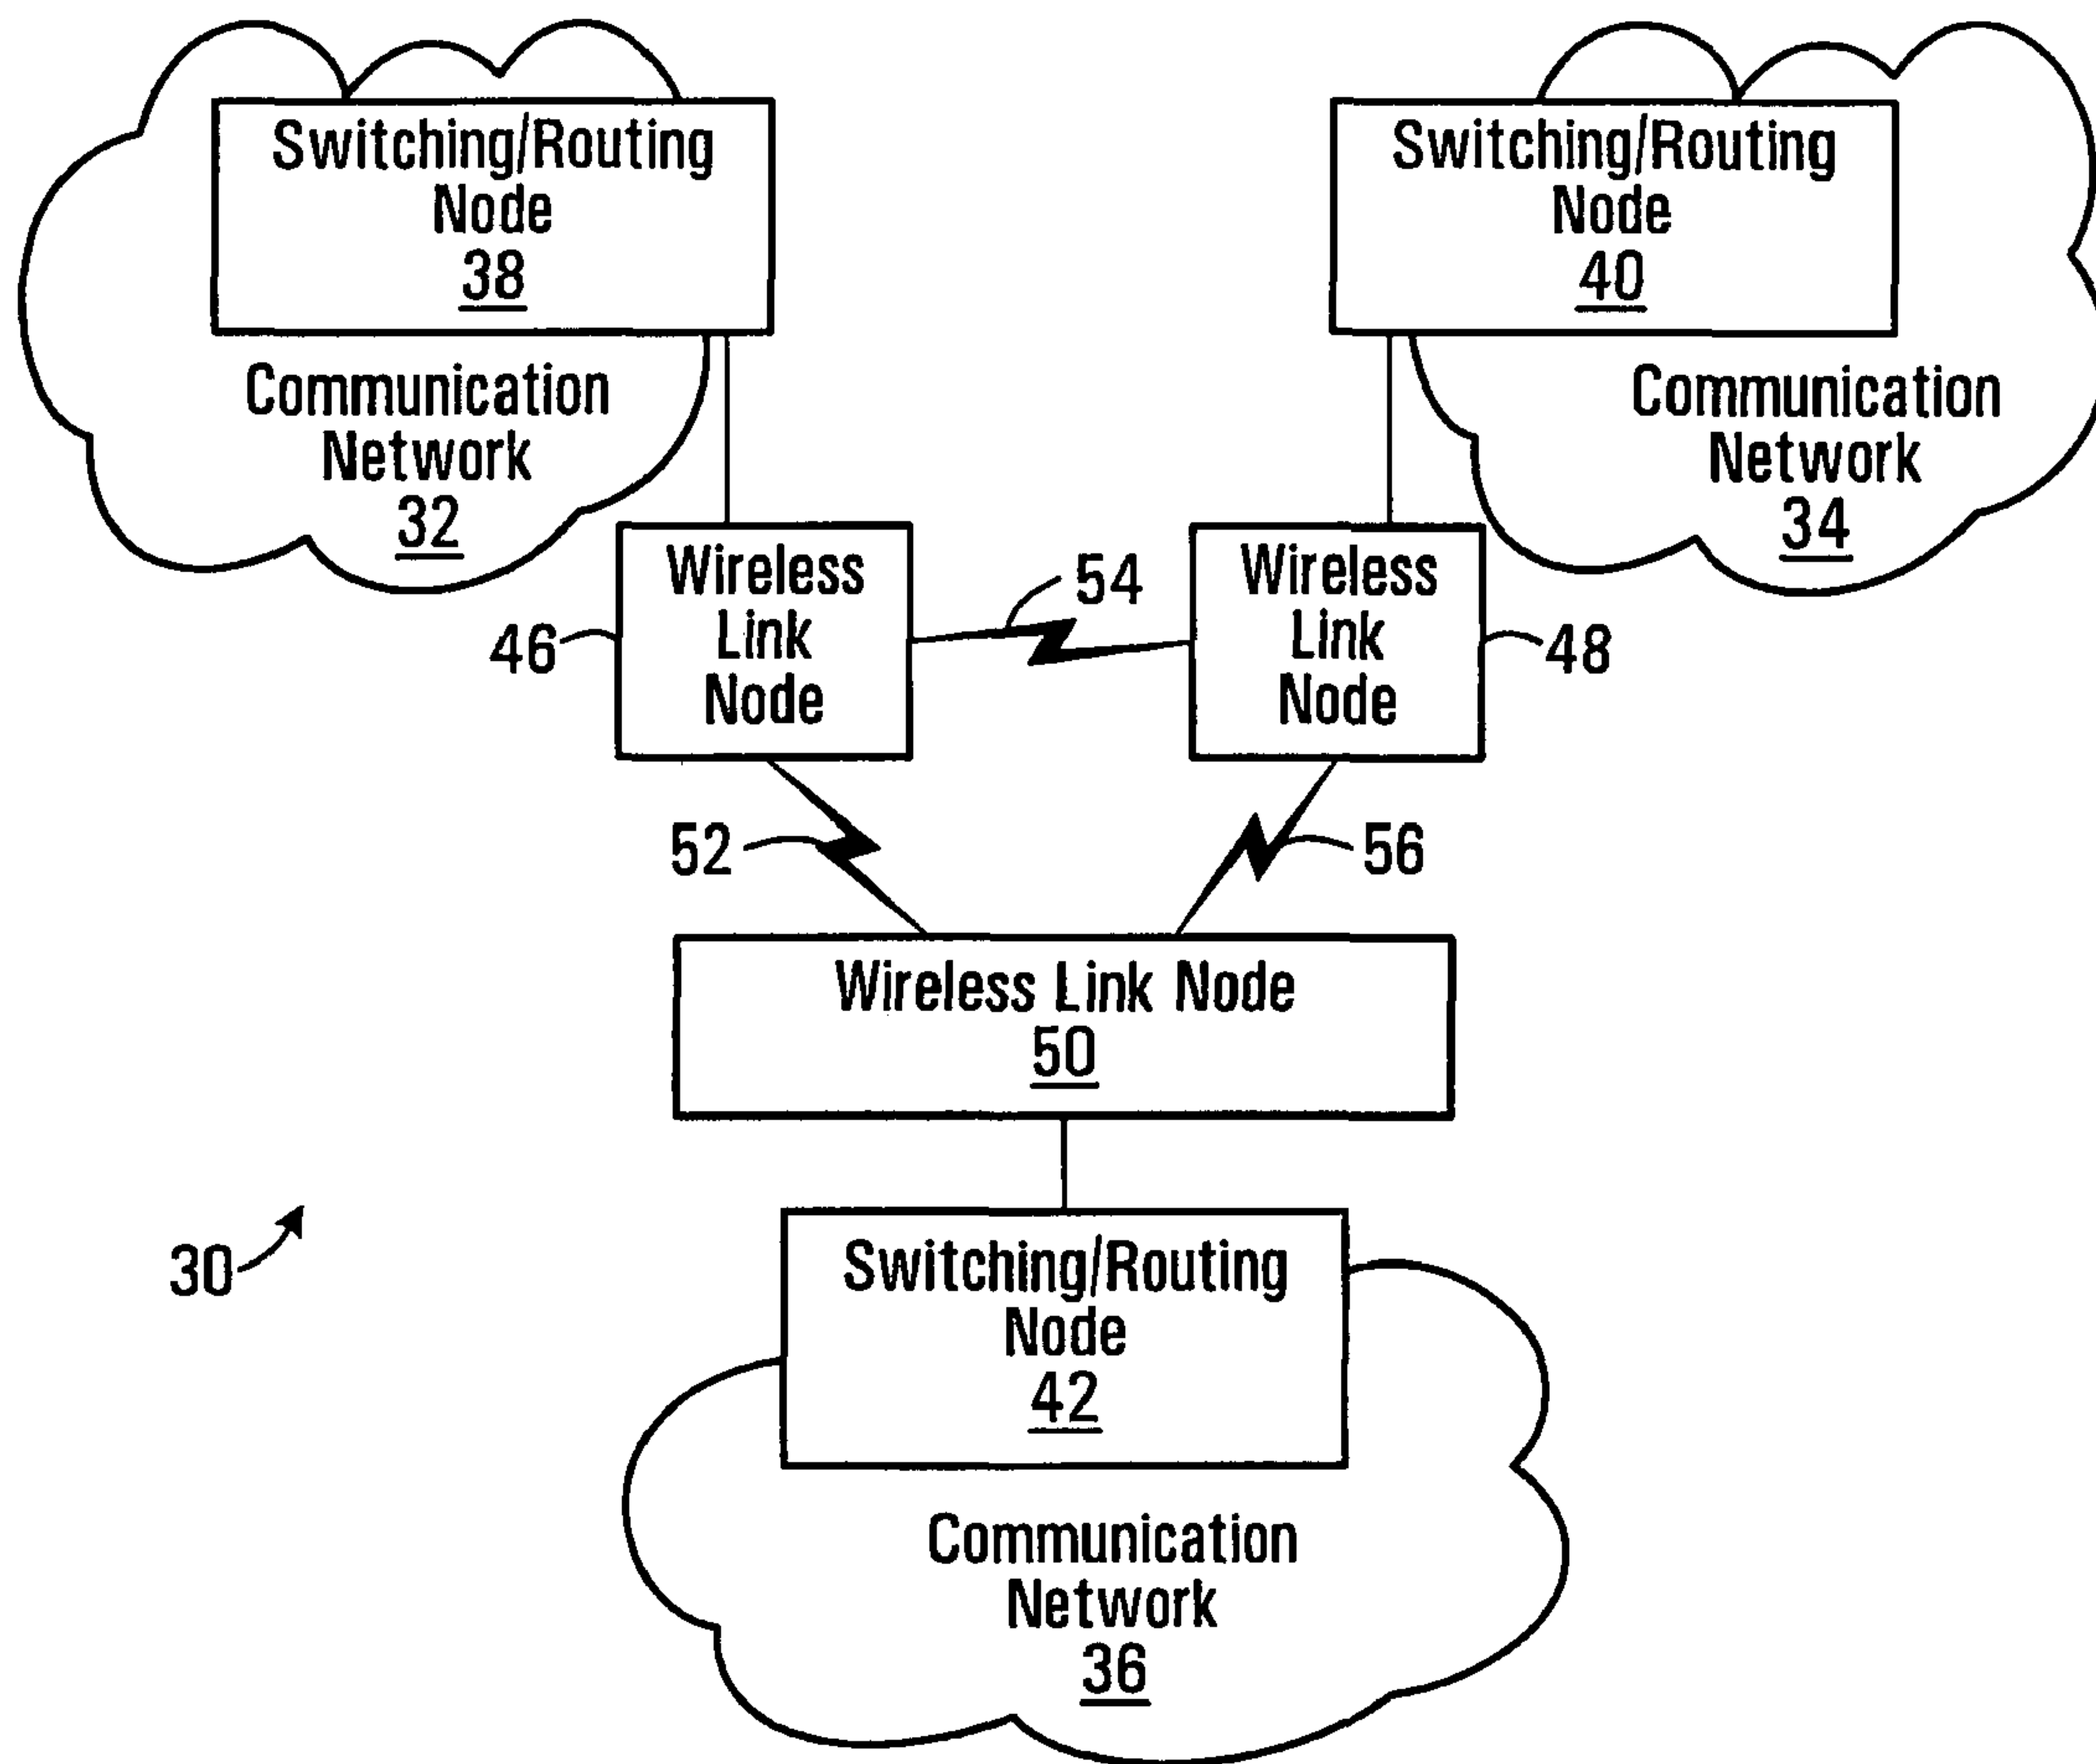 Switching/Routing
Node
38
Communication
Network
32
Switching/Routing
Node
40
Communication
Network
34
Wireless
Link
Node
46
54
Wireless
Link
Node
48
52
56
Wireless Link Node
50
30
Switching/Routing
Node
42
Communication
Network
36